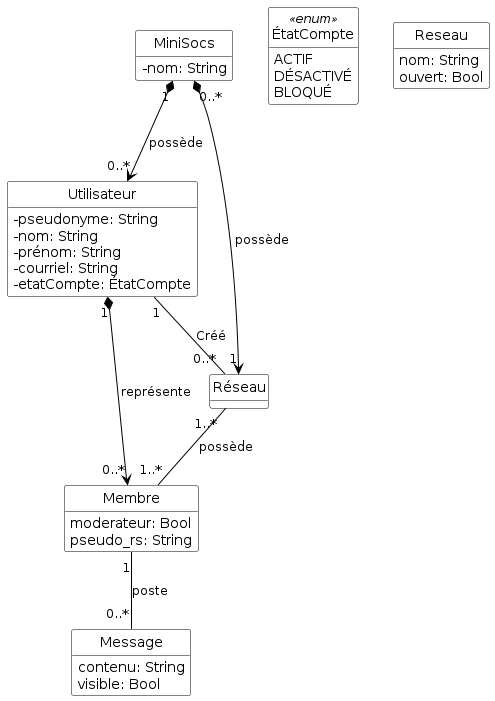 MiniSocs
-nom: String
«enum»
ÉtatCompte
ACTIF
DÉSACTIVÉ
BLOQUÉ
Reseau
nom: String
ouvert: Bool
1
0..*
possède
0..*
Utilisateur
-pseudonyme: String
-nom: String
-prénom: String
-courriel: String
-etatCompte: ÉtatCompte
possède
1
1
Créé
0..*
1
Réseau
représente
1..*
possède
0..*
1..*
Membre
moderateur: Bool
pseudo_rs: String
1
poste
0..*
Message
contenu: String
visible: Bool